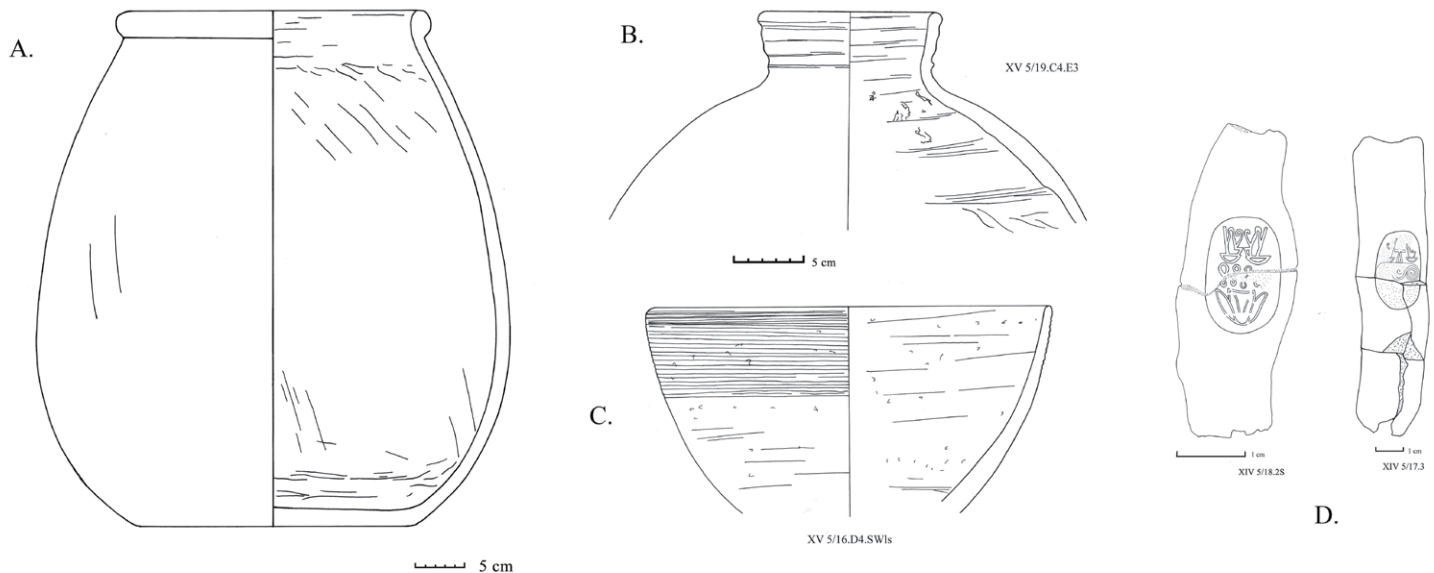 A.
5 cm
B.
XV 5/19.C4.E3
5 cm
C.
XV 5/16.D4.SWls
1 cm
XIV 5/18.2S
1 cm
XIV 5/17.3
D.